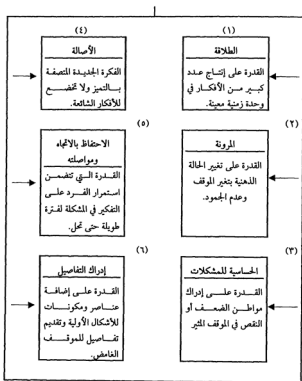 (١)
الطلاقة
القدرة على إنتاج عدد
كبير من الأفكار في
وحدة زمنية معينة.
(٢)
المرونة
القدرة على تغيير الحالة
الذهنية بتغير الموقف
وعدم الجمود.
(٣)
الحساسية للمشكلات
القدرة على إدراك
مواطن الضعف أو
النقص في الموقف المثير
(٤)
الأصالة
الفكرة الجديدة المتصفة
بالتميز ولا تخضع
للأفكار الشائعة.
(٥)
الاحتفاظ بالاتجاه
ومواصلته
القدرة التي تتضمن
استمرار الفرد على
التفكير في المشكلة لفترة
طويلة حتى تحل.
(٦)
إدراك التفاصيل
القدرة على إضافة
عناصر ومكونات
للأشكال الأولية وتقديم
تفاصيل للموقف
الغامض.